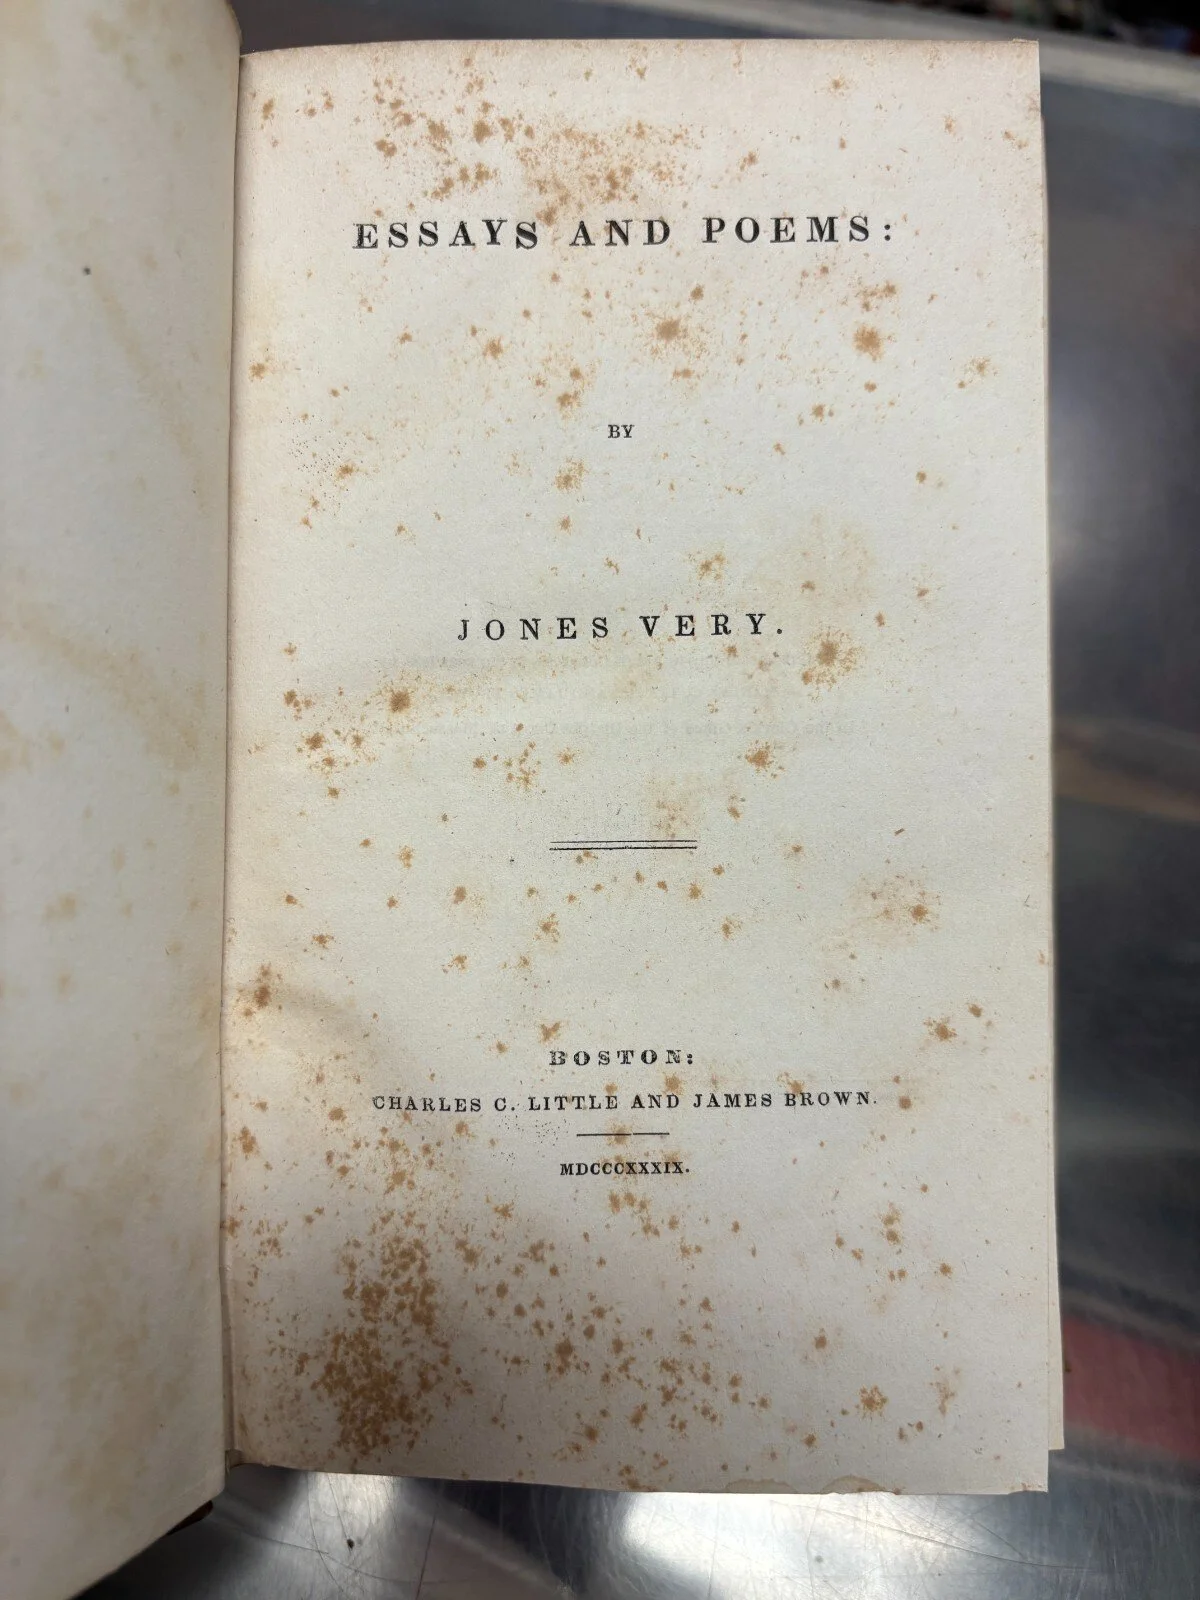 ESSAYS AND POEMS:
BY
JONES VERY.
BOSTON:
CHARLES C. LITTLE AND JAMES BROWN.
MDCCCXXXIX.